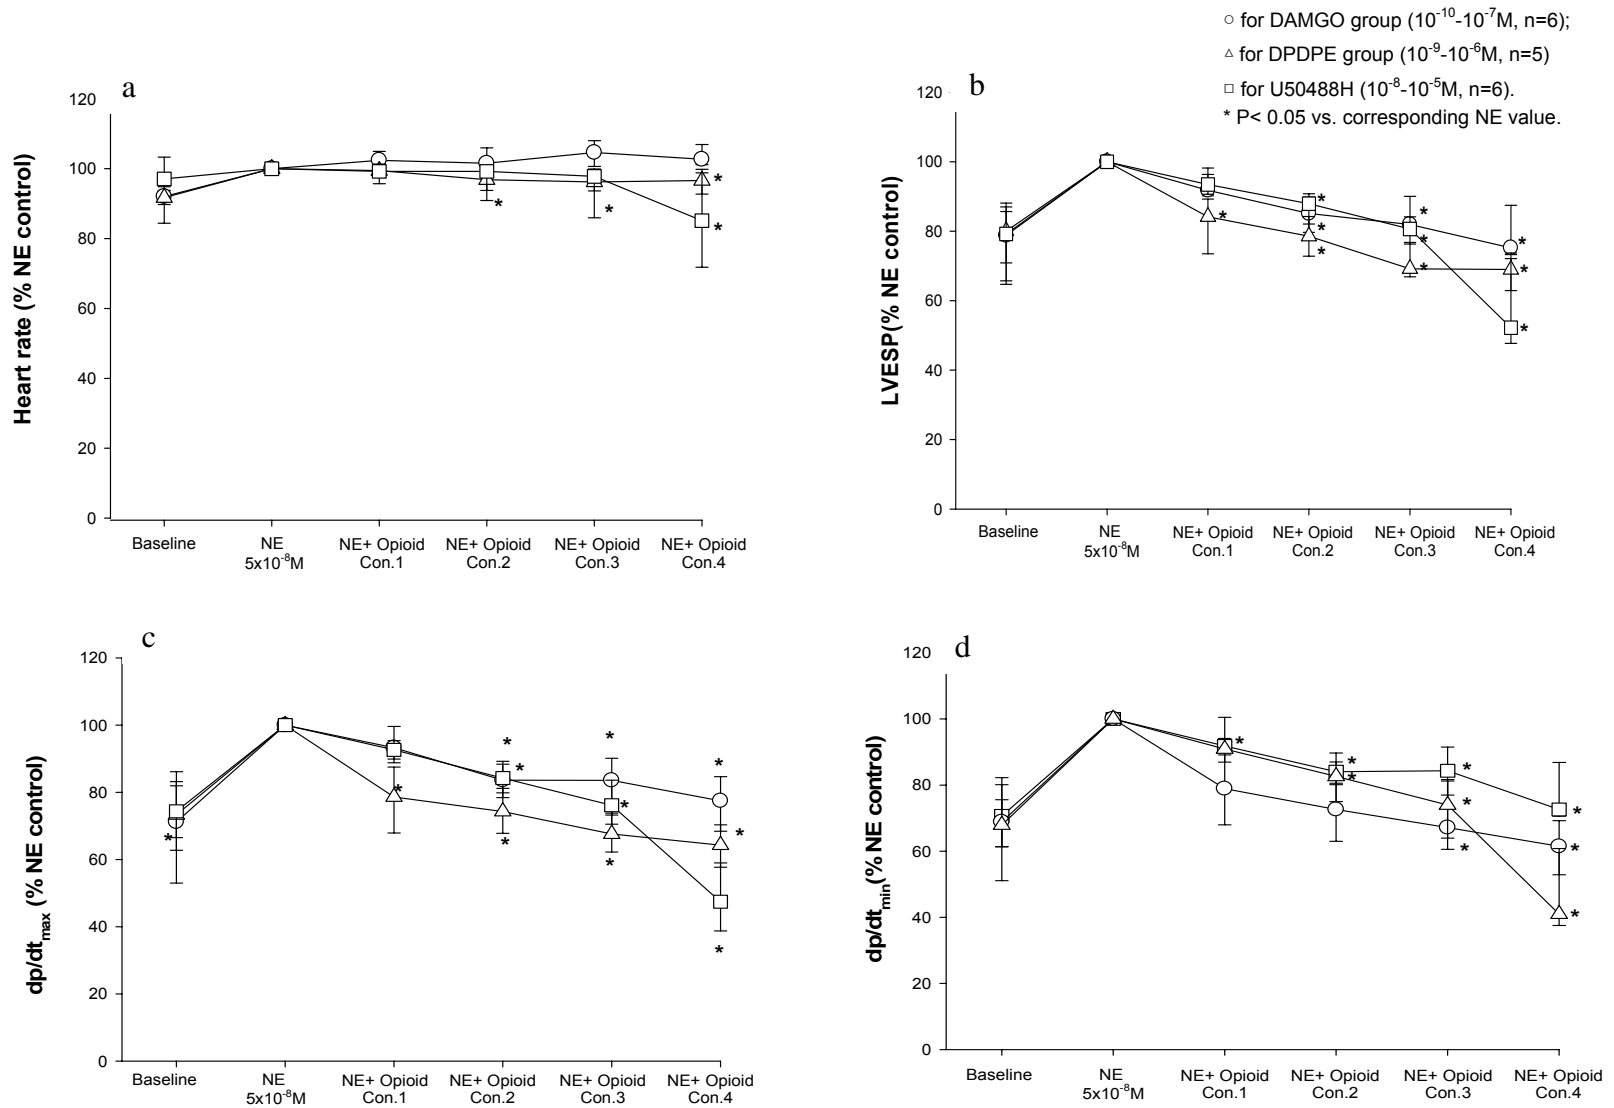 ○ for DAMGO group (10⁻¹⁰-10⁻⁷M, n=6);
△ for DPDPE group (10⁻⁹-10⁻⁶M, n=5)
□ for U50488H (10⁻⁸-10⁻⁵M, n=6).
* P< 0.05 vs. corresponding NE value.
a
Heart rate (% NE control)
120
100
80
60
40
20
0
Baseline
NE
5x10⁻⁸M
NE+ Opioid
Con.1
NE+ Opioid
Con.2
NE+ Opioid
Con.3
NE+ Opioid
Con.4
b
LVESP(% NE control)
120
100
80
60
40
20
0
Baseline
NE
5x10⁻⁸M
NE+ Opioid
Con.1
NE+ Opioid
Con.2
NE+ Opioid
Con.3
NE+ Opioid
Con.4
c
dp/dtmax (% NE control)
120
100
80
60
40
20
0
Baseline
NE
5x10⁻⁸M
NE+ Opioid
Con.1
NE+ Opioid
Con.2
NE+ Opioid
Con.3
NE+ Opioid
Con.4
d
dp/dtmin(% NE control)
120
100
80
60
40
20
0
Baseline
NE
5x10⁻⁸M
NE+ Opioid
Con.1
NE+ Opioid
Con.2
NE+ Opioid
Con.3
NE+ Opioid
Con.4